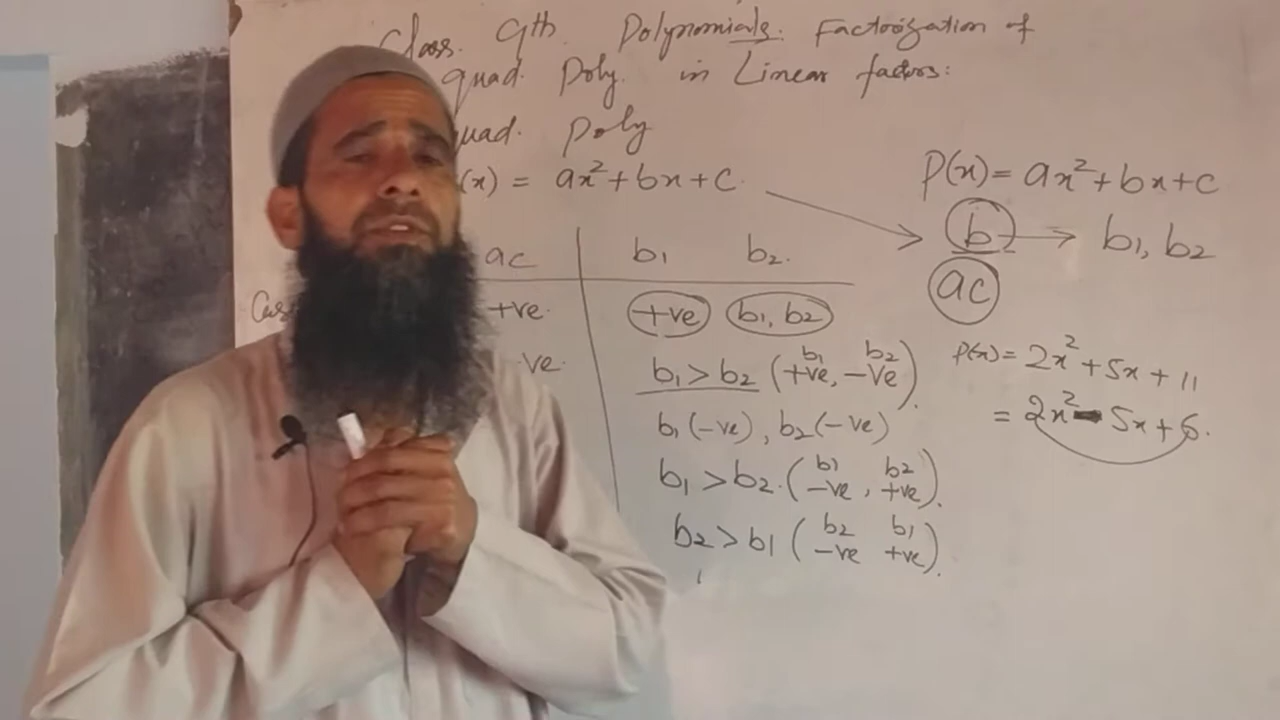 Class. 9th. Polynomials. Factorization of
quad. Poly. in Linear factors:
quad. Poly
(x) = ax²+bx+c.
P(x)= ax²+bx+c
b → b1, b2
ac
ac b1 b2.
Cas +ve. +ve b1, b2
-ve. b1 > b2 (b1 +ve, b2 -ve).
b1 (-ve), b2 (-ve)
b1 > b2. (b1 -ve, b2 +ve).
b2 > b1 (b2 -ve b1 +ve).
P(x)= 2x²+5x+11
= 2x² - 5x+6.